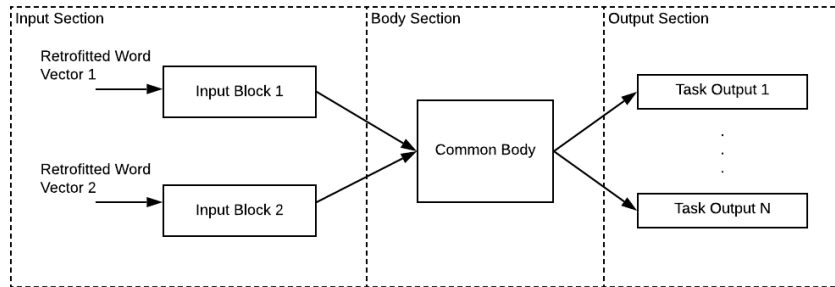 Input Section
Body Section
Output Section
Retrofitted Word
Vector 1
Input Block 1
Retrofitted Word
Vector 2
Input Block 2
Common Body
Task Output 1
.
.
.
Task Output N